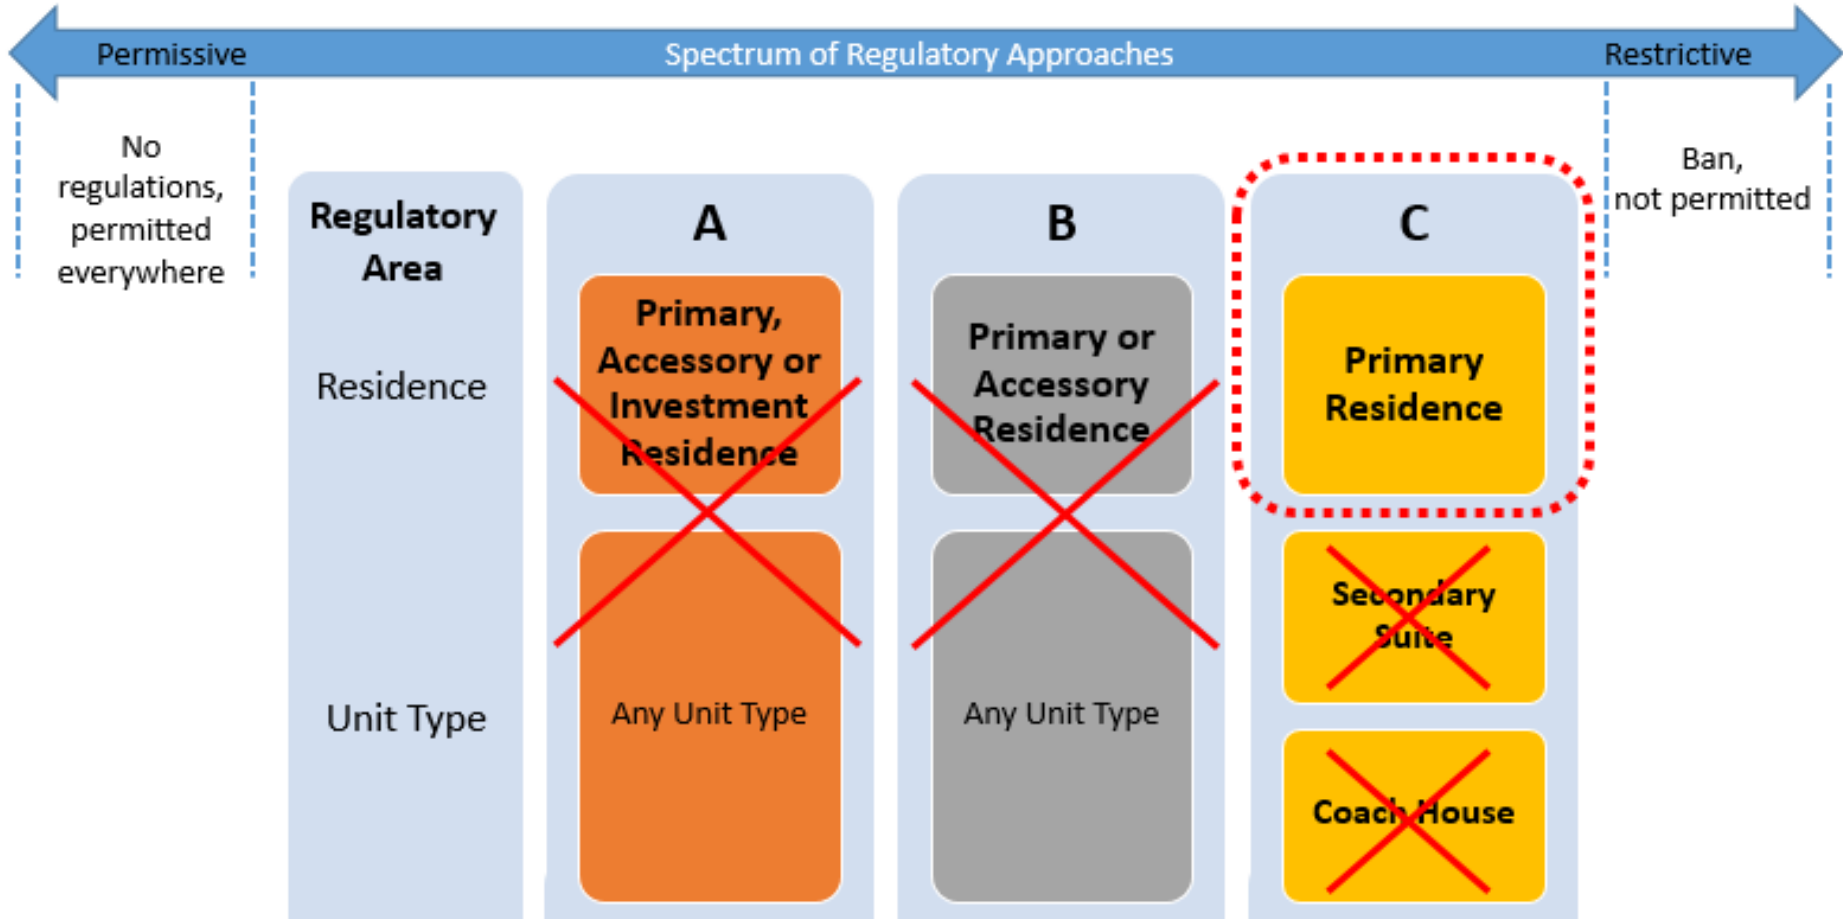 Permissive
Spectrum of Regulatory Approaches
Restrictive
No
regulations,
permitted
everywhere
Ban,
not permitted
Regulatory
Area
Residence
Unit Type
A
Primary,
Accessory or
Investment
Residence
Any Unit Type
B
Primary or
Accessory
Residence
Any Unit Type
C
Primary
Residence
Secondary
Suite
Coach House